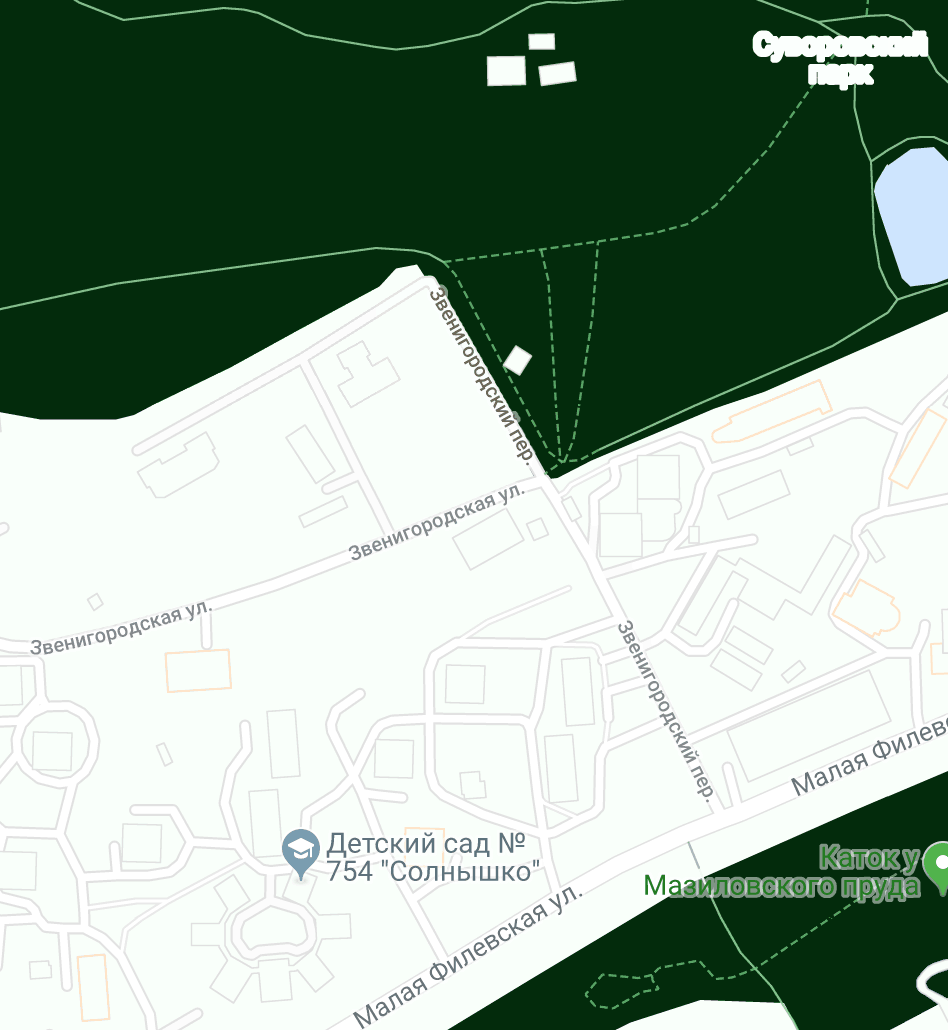 Суворовский
парк
Звенигородский пер.
Звенигородская ул.
Звенигородская ул.
Звенигородский пер.
Малая Филевс
Детский сад №
754 "Солнышко"
Каток у
Мазиловского пруда
Малая Филевская ул.